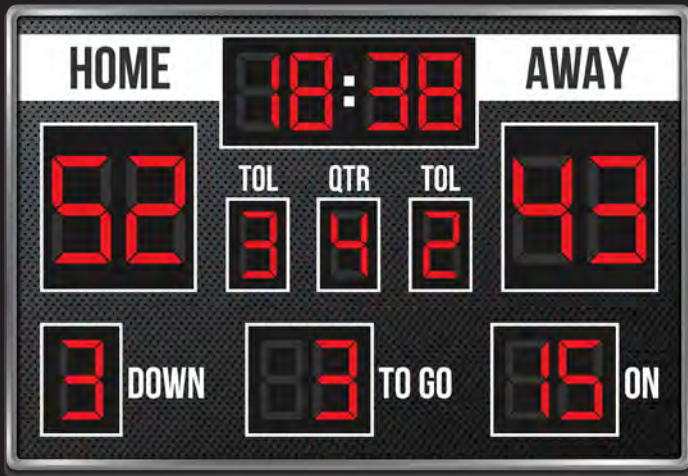 HOME 18:38 AWAY
TOL QTR TOL
52 3 4 2 43
3 DOWN 3 TO GO 15 ON